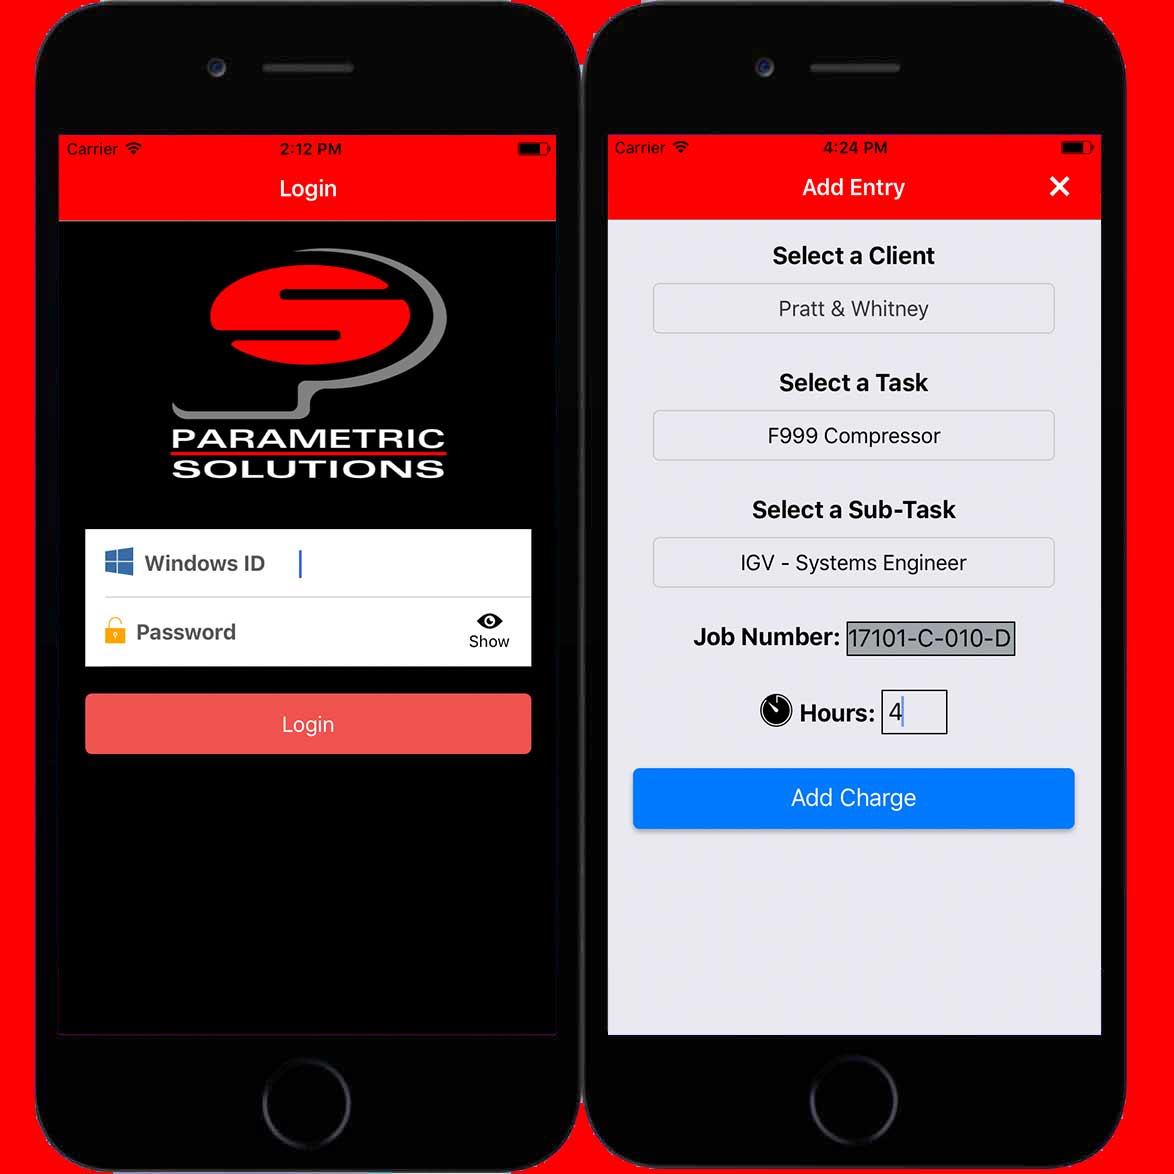 Carrier
2:12 PM
Login
PARAMETRIC
SOLUTIONS
Windows ID
Password
Show
Login
Carrier
4:24 PM
Add Entry
Select a Client
Pratt & Whitney
Select a Task
F999 Compressor
Select a Sub-Task
IGV - Systems Engineer
Job Number: 17101-C-010-D
Hours: 4
Add Charge